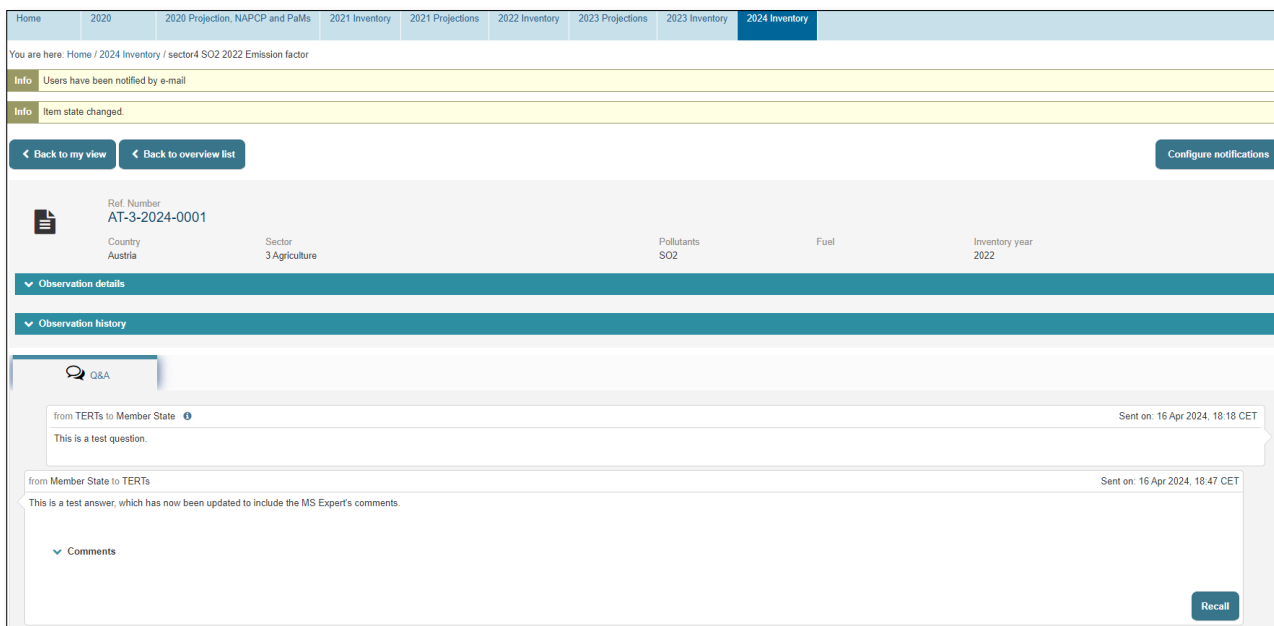 Home 2020 2020 Projection, NAPCP and PaMs 2021 Inventory 2021 Projections 2022 Inventory 2023 Projections 2023 Inventory 2024 Inventory
You are here: Home / 2024 Inventory / sector4 SO2 2022 Emission factor
Info Users have been notified by e-mail
Info Item state changed.
Back to my view Back to overview list Configure notifications
Ref. Number
AT-3-2024-0001
Country Sector Pollutants Fuel Inventory year
Austria 3 Agriculture SO2 2022
Observation details
Observation history
Q&A
from TERTs to Member State Sent on: 16 Apr 2024, 18:18 CET
This is a test question.
from Member State to TERTs Sent on: 16 Apr 2024, 18:47 CET
This is a test answer, which has now been updated to include the MS Expert's comments.
Comments
Recall